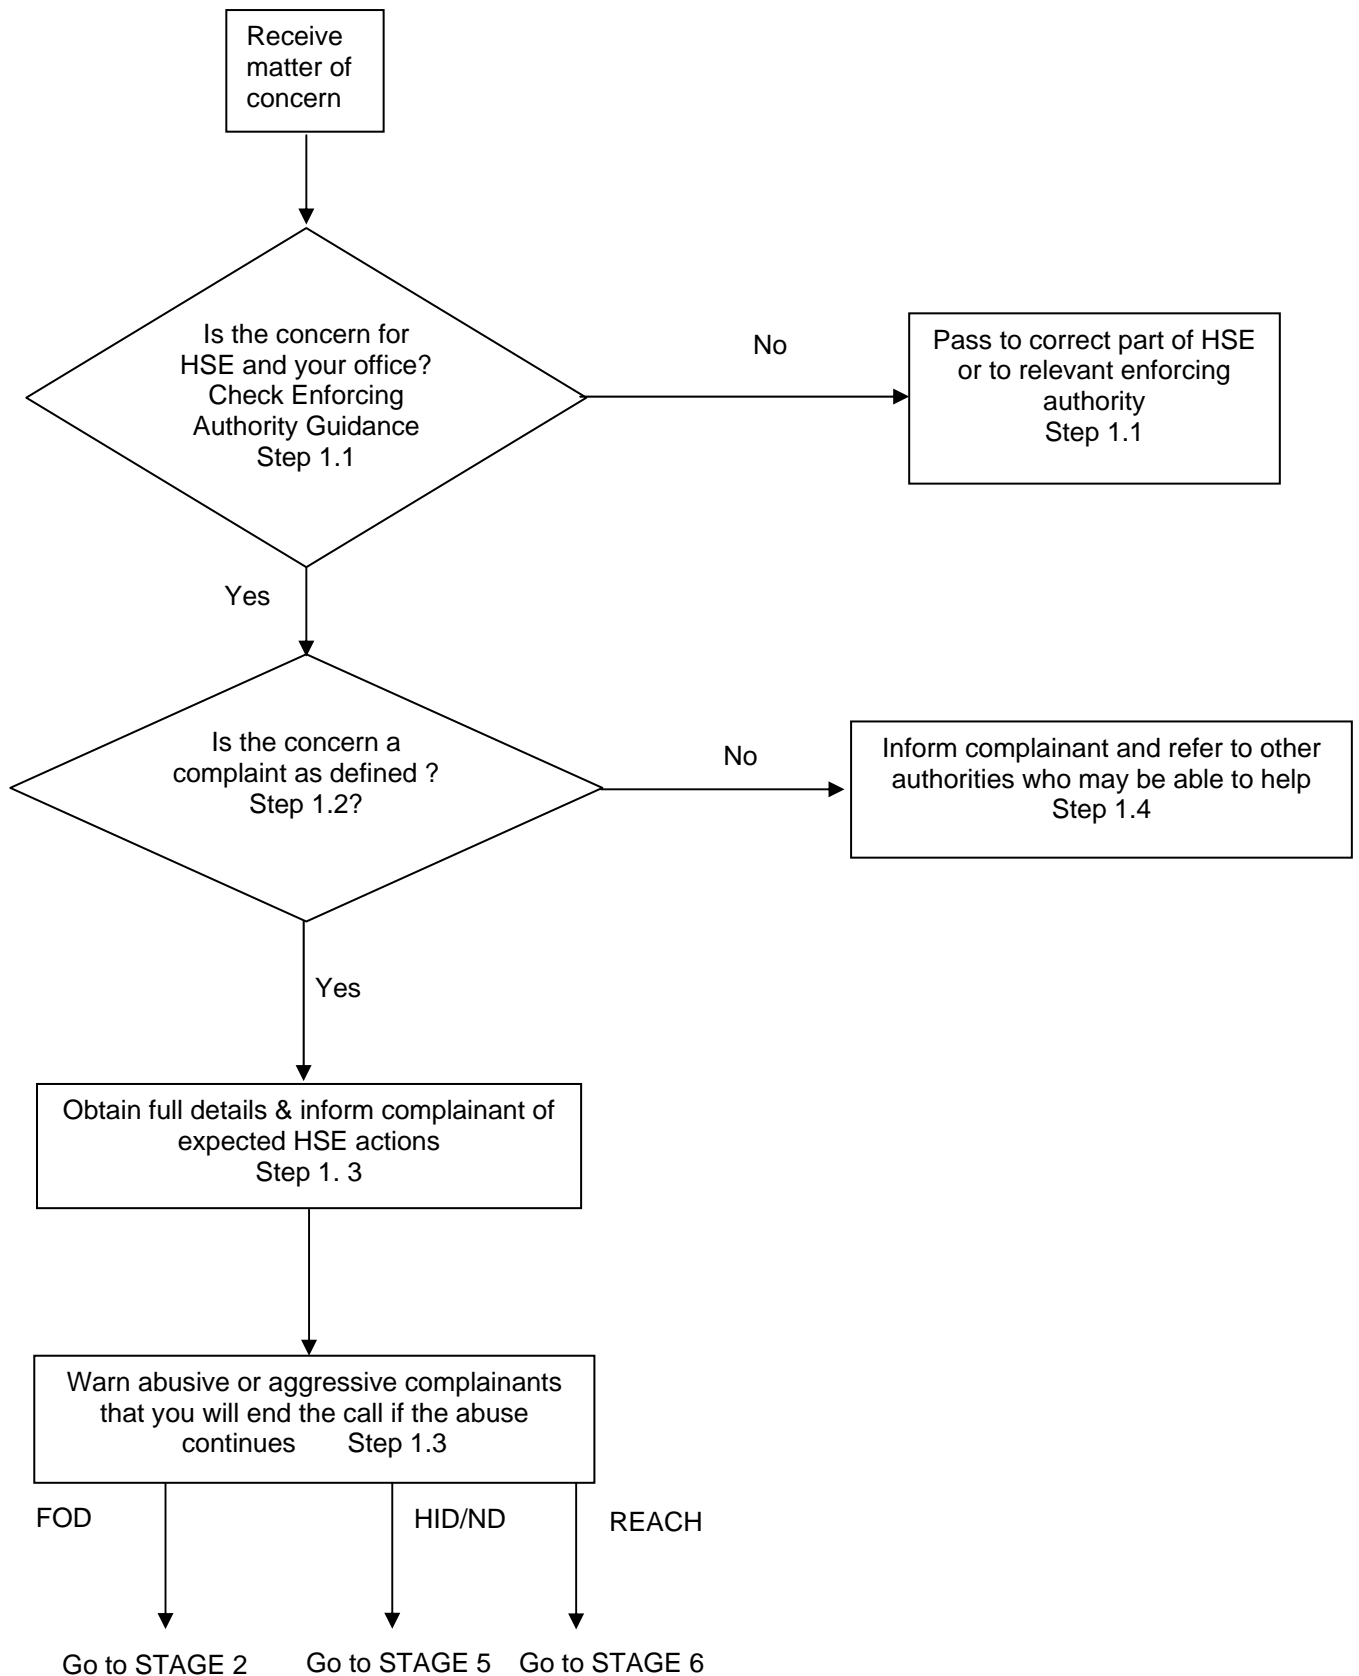 Receive
matter of
concern
Is the concern for
HSE and your office?
Check Enforcing
Authority Guidance
Step 1.1
No
Pass to correct part of HSE
or to relevant enforcing
authority
Step 1.1
Yes
Is the concern a
complaint as defined ?
Step 1.2?
No
Inform complainant and refer to other
authorities who may be able to help
Step 1.4
Yes
Obtain full details & inform complainant of
expected HSE actions
Step 1. 3
Warn abusive or aggressive complainants
that you will end the call if the abuse
continues Step 1.3
FOD
HID/ND
REACH
Go to STAGE 2
Go to STAGE 5
Go to STAGE 6